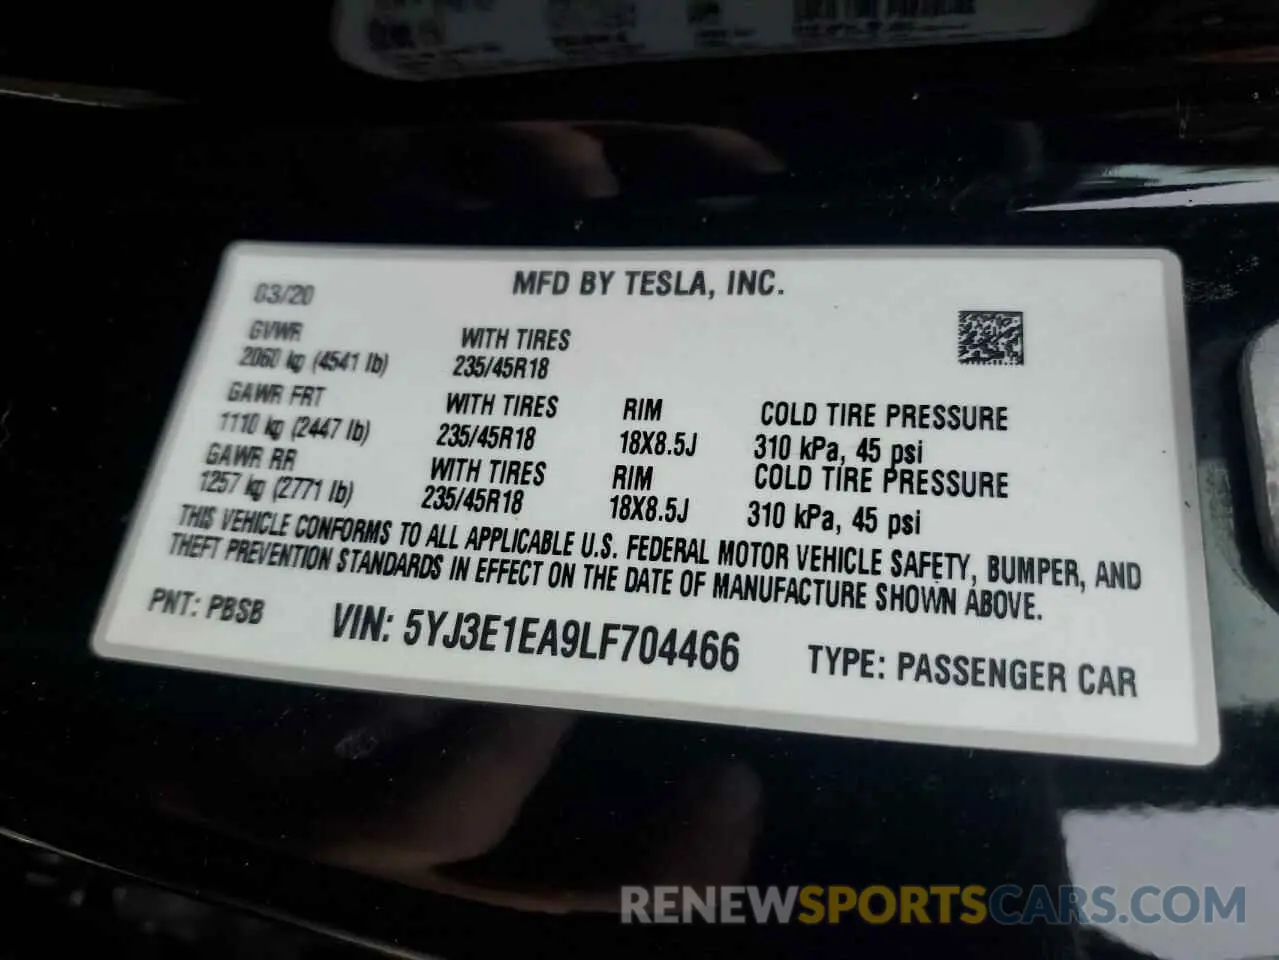 MFD BY TESLA, INC.
03/20
GVWR WITH TIRES
2060 kg (4541 lb) 235/45R18
GAWR FRT WITH TIRES RIM COLD TIRE PRESSURE
1110 kg (2447 lb) 235/45R18 18X8.5J 310 kPa, 45 psi
GAWR RR WITH TIRES RIM COLD TIRE PRESSURE
1257 kg (2771 lb) 235/45R18 18X8.5J 310 kPa, 45 psi
THIS VEHICLE CONFORMS TO ALL APPLICABLE U.S. FEDERAL MOTOR VEHICLE SAFETY, BUMPER, AND
THEFT PREVENTION STANDARDS IN EFFECT ON THE DATE OF MANUFACTURE SHOWN ABOVE.
PNT: PBSB VIN: 5YJ3E1EA9LF704466 TYPE: PASSENGER CAR
RENEWSPORTSCARS.COM